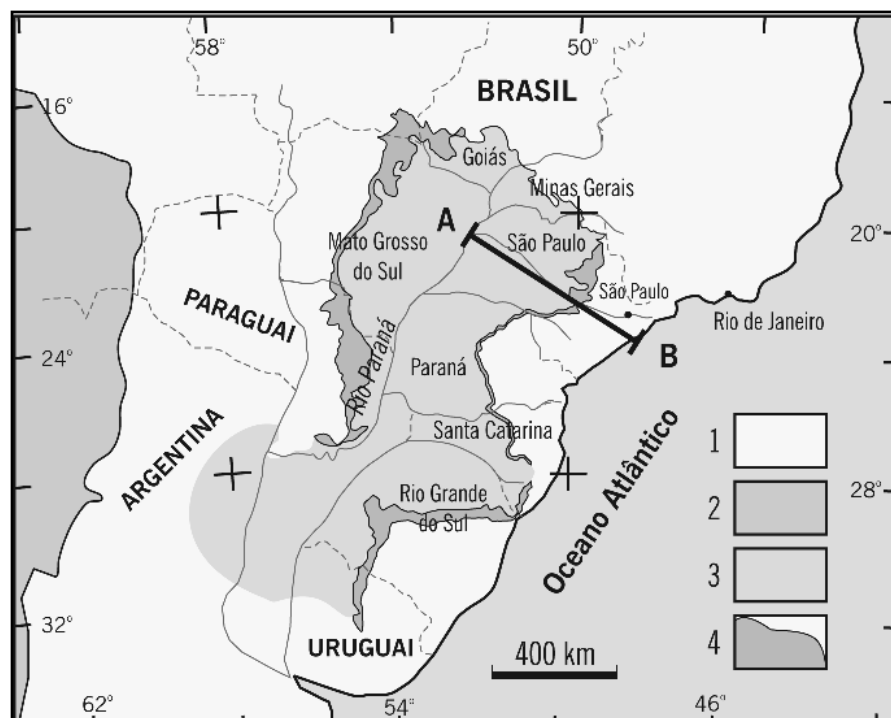 58°
50°
16°
BRASIL
Goiás
Minas Gerais
A
Mato Grosso
do Sul
São Paulo
20°
São Paulo
PARAGUAI
Rio de Janeiro
B
24°
Rio Paraná
Paraná
Santa Catarina
ARGENTINA
Oceano Atlântico
Rio Grande
do Sul
28°
1
2
3
4
32°
URUGUAI
400 km
62°
54°
46°